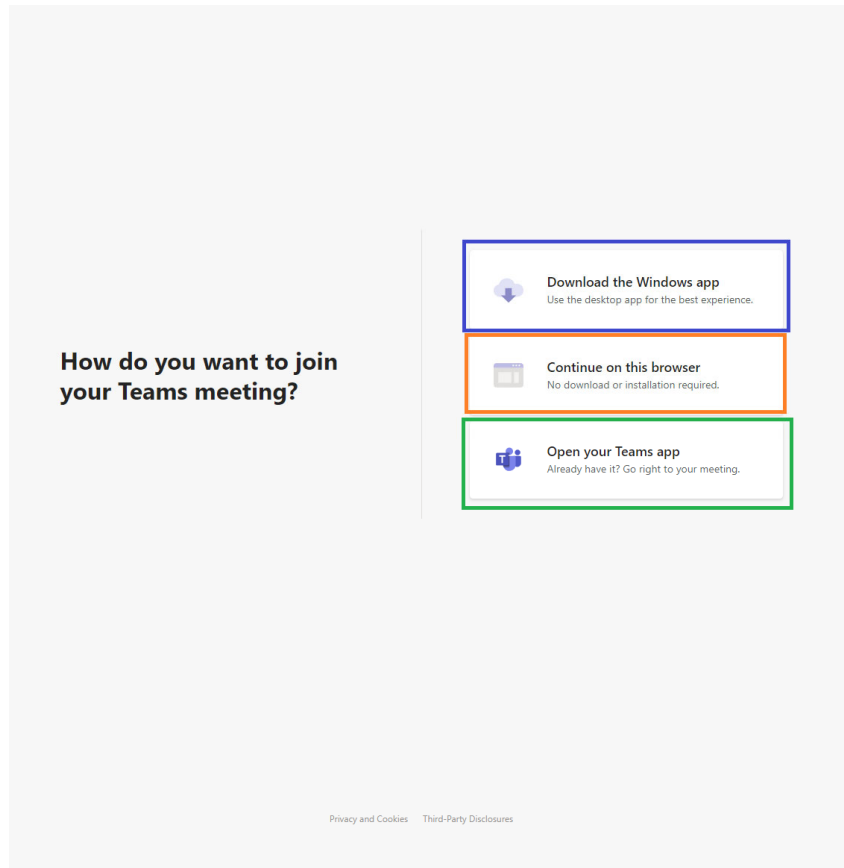 How do you want to join
your Teams meeting?
Download the Windows app
Use the desktop app for the best experience.
Continue on this browser
No download or installation required.
Open your Teams app
Already have it? Go right to your meeting.
T
Privacy and Cookies Third-Party Disclosures